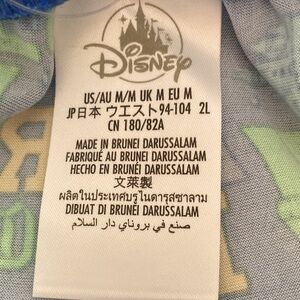 Disney
US/AU M/M UK M EU M
JP日本 ウエスト94-104 2L
CN 180/82A
MADE IN BRUNEI DARUSSALAM
FABRIQUÉ AU BRUNEI DARUSSALAM
HECHO EN BRUNÉI DARUSSALAM
文萊製
ผลิตในประเทศบรูไนดารุสซาลาม
DIBUAT DI BRUNEI DARUSSALAM
صنع في بروناي دار السلام